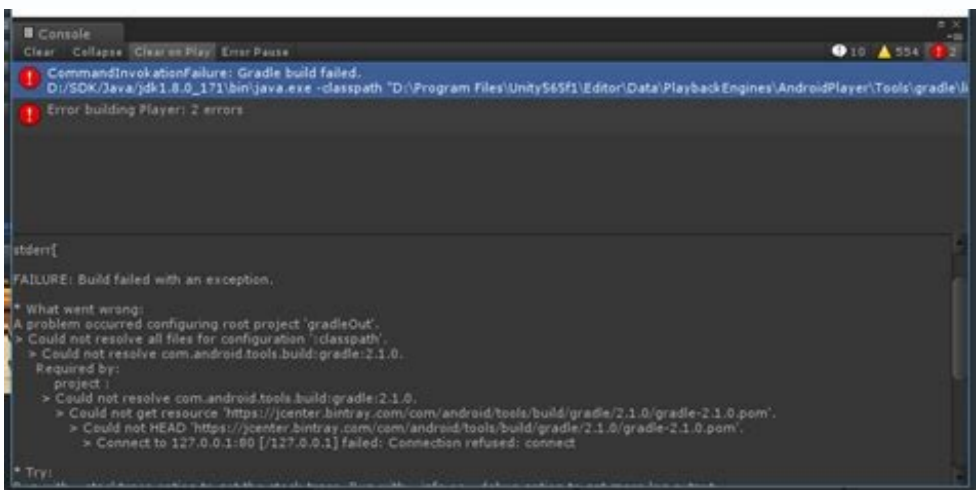 Console
Clear Collapse Clear on Play Error Pause 10 554 2
CommandInvokationFailure: Gradle build failed.
D:/SDK/Java/jdk1.8.0_171\bin\java.exe -classpath "D:\Program Files\Unity565f1\Editor\Data\PlaybackEngines\AndroidPlayer\Tools\gradle\
Error building Player: 2 errors
stderr[
FAILURE: Build failed with an exception.
* What went wrong:
A problem occurred configuring root project 'gradleOut'.
> Could not resolve all files for configuration ':classpath'.
> Could not resolve com.android.tools.build:gradle:2.1.0.
Required by:
project :
> Could not resolve com.android.tools.build:gradle:2.1.0.
> Could not get resource 'https://jcenter.bintray.com/com/android/tools/build/gradle/2.1.0/gradle-2.1.0.pom'.
> Could not HEAD 'https://jcenter.bintray.com/com/android/tools/build/gradle/2.1.0/gradle-2.1.0.pom'.
> Connect to 127.0.0.1:80 [/127.0.0.1] failed: Connection refused: connect
* Try: